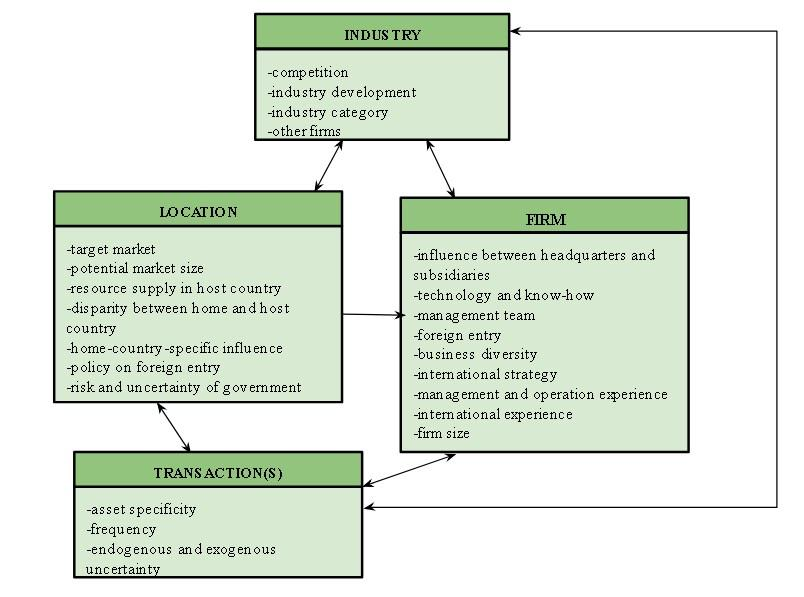 INDUSTRY
-competition
-industry development
-industry category
-other firms
LOCATION
-target market
-potential market size
-resource supply in host country
-disparity between home and host
country
-home-country-specific influence
-policy on foreign entry
-risk and uncertainty of government
FIRM
-influence between headquarters and
subsidiaries
-technology and know-how
-management team
-foreign entry
-business diversity
-international strategy
-management and operation experience
-international experience
-firm size
TRANSACTION(S)
-asset specificity
-frequency
-endogenous and exogenous
uncertainty